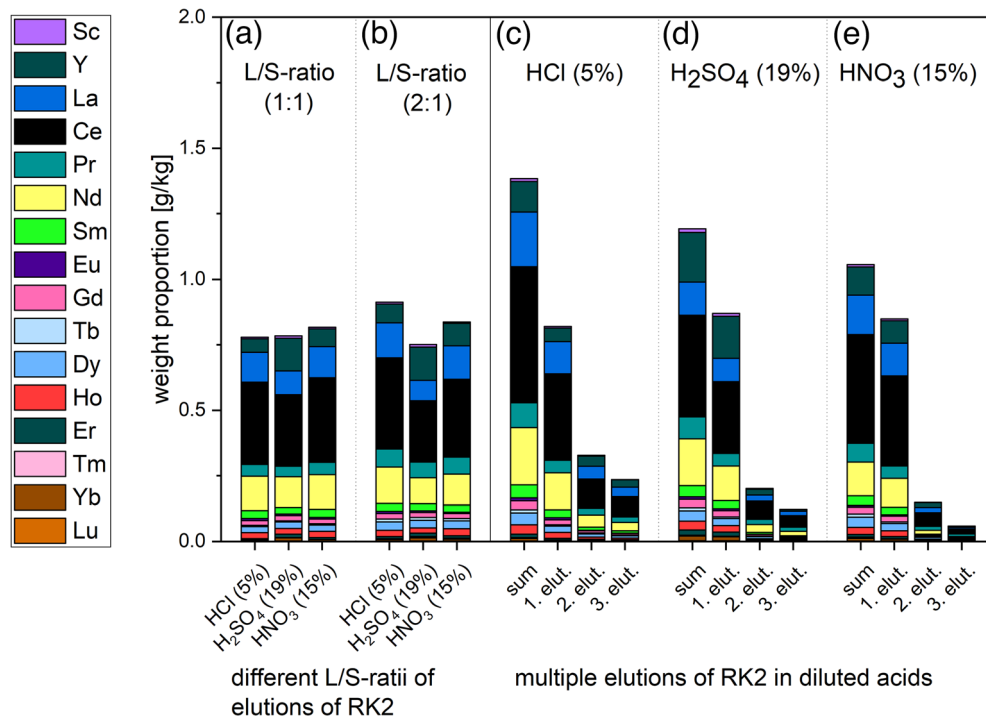 Sc
Y
La
Ce
Pr
Nd
Sm
Eu
Gd
Tb
Dy
Ho
Er
Tm
Yb
Lu
weight proportion [g/kg]
2.0
1.5
1.0
0.5
0.0
(a)
L/S-ratio
(1:1)
(b)
L/S-ratio
(2:1)
(c)
HCl (5%)
(d)
H₂SO₄ (19%)
(e)
HNO₃ (15%)
HCl (5%)
H₂SO₄ (19%)
HNO₃ (15%)
HCl (5%)
H₂SO₄ (19%)
HNO₃ (15%)
sum
1. elut.
2. elut.
3. elut.
sum
1. elut.
2. elut.
3. elut.
sum
1. elut.
2. elut.
3. elut.
different L/S-ratii of
elutions of RK2
multiple elutions of RK2 in diluted acids